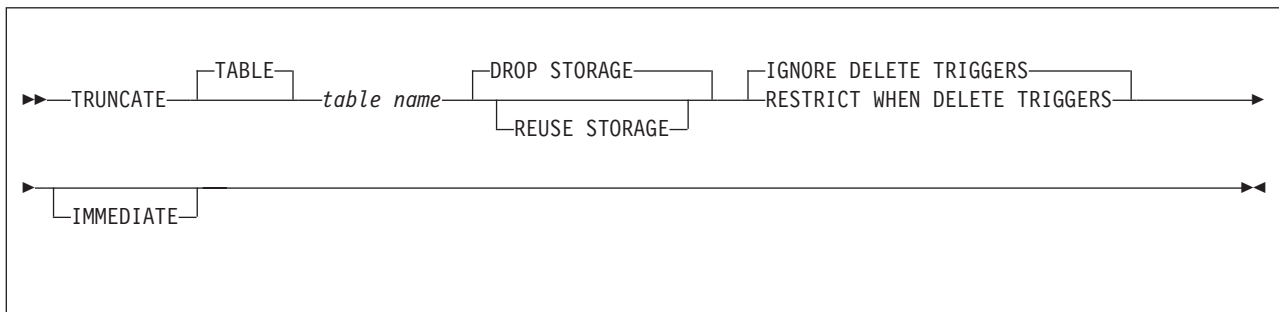 TABLE DROP STORAGE IGNORE DELETE TRIGGERS
TRUNCATE table name RESTRICT WHEN DELETE TRIGGERS
REUSE STORAGE
IMMEDIATE